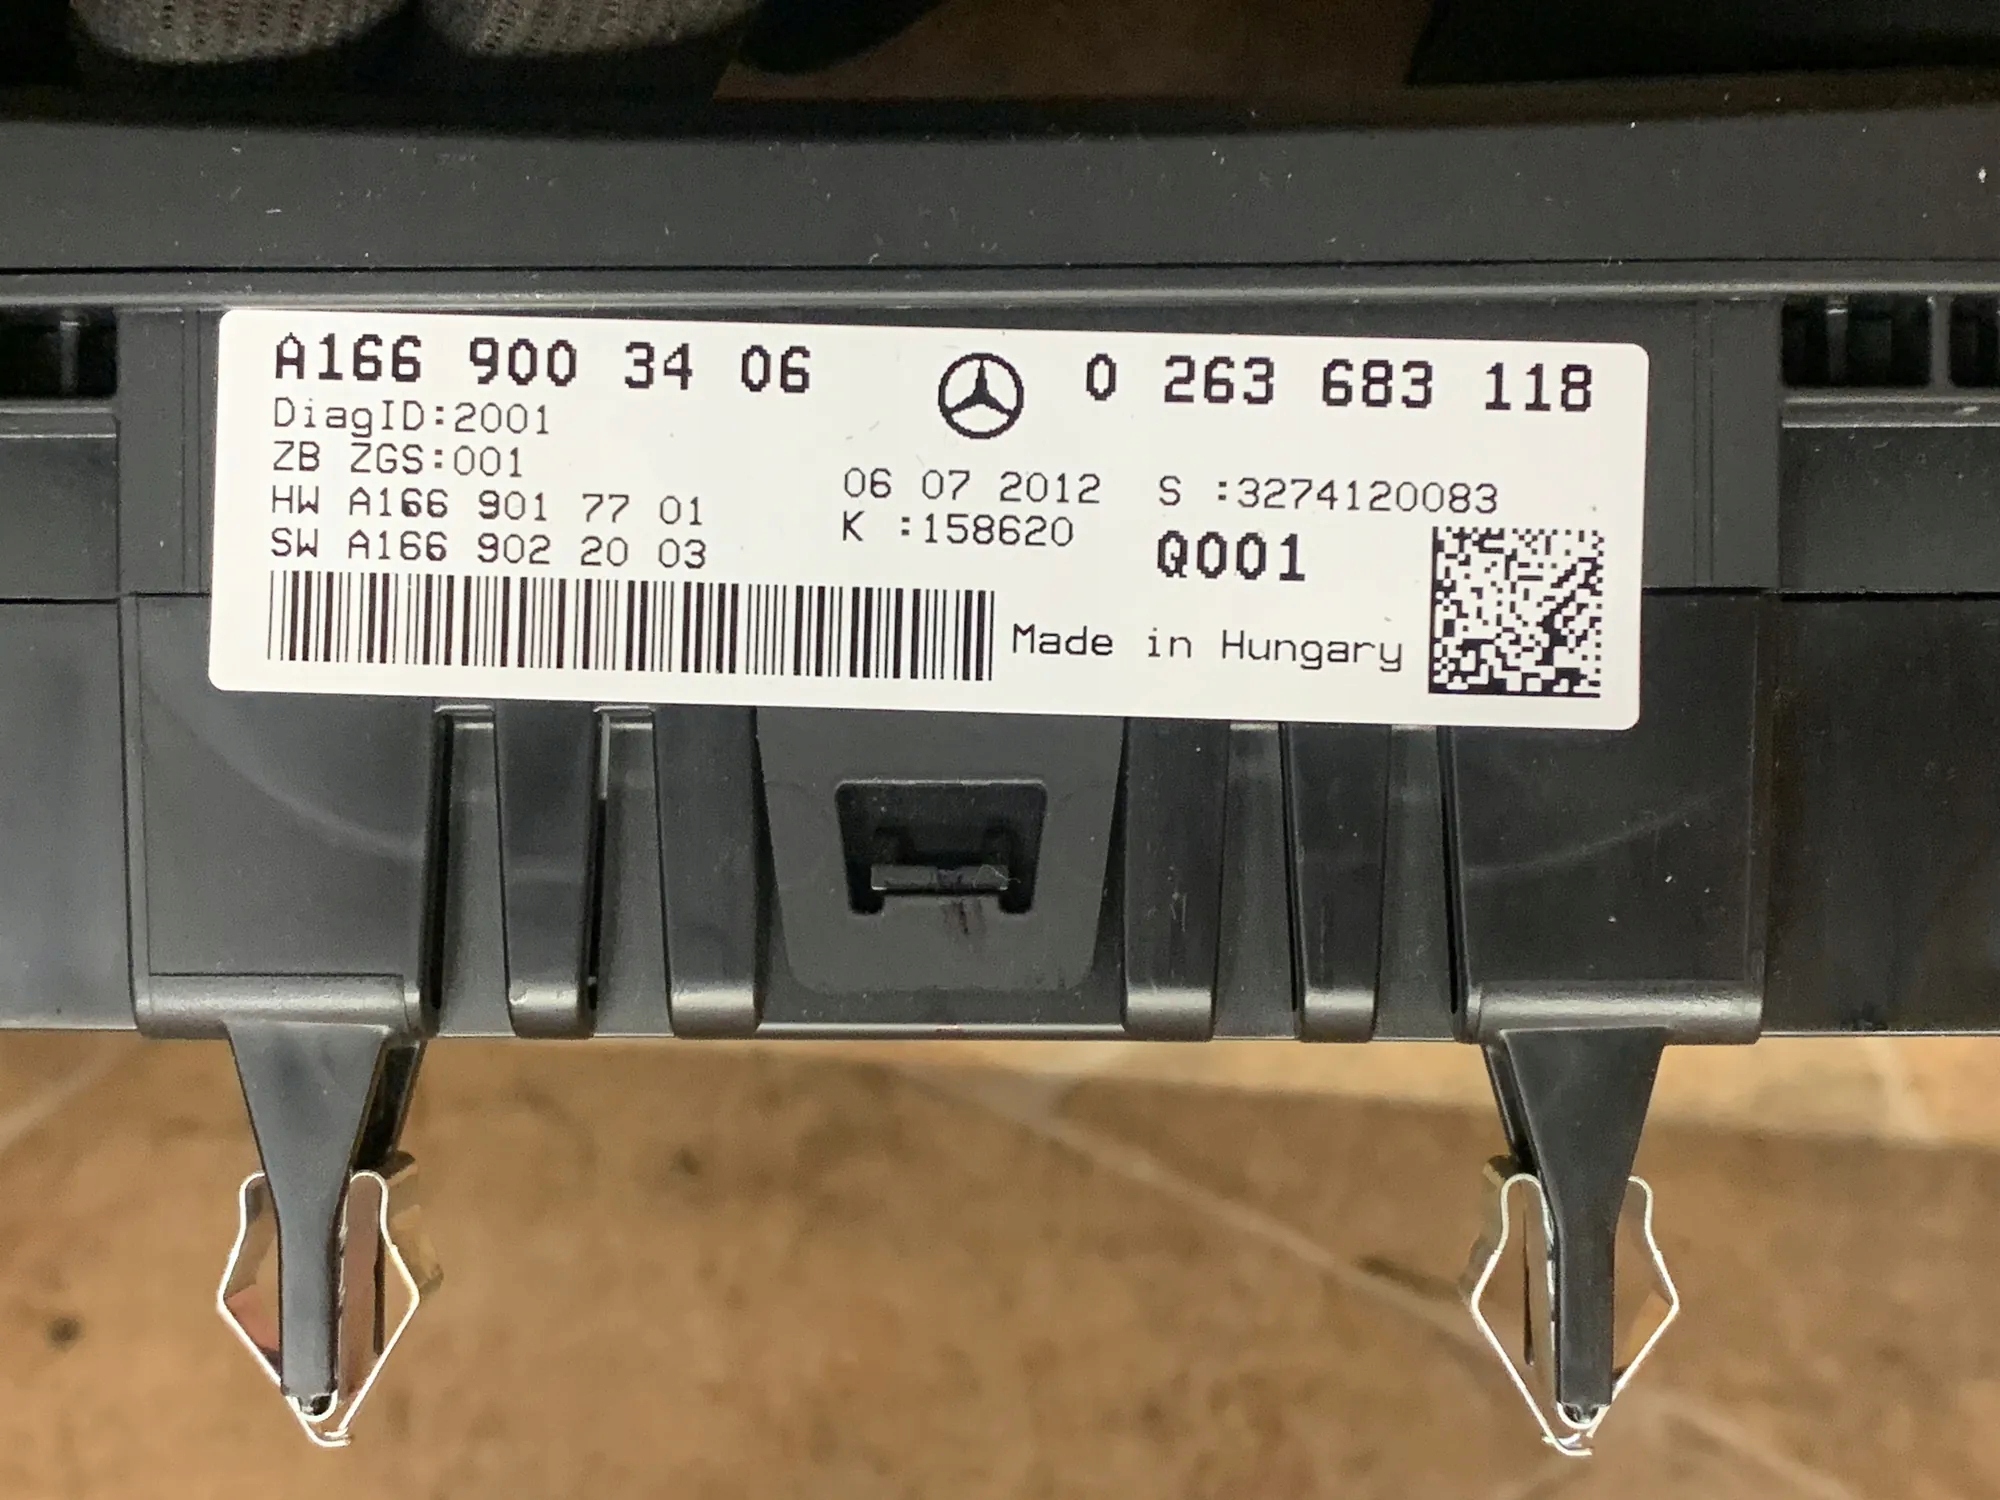 A166 900 34 06
0 263 683 118
DiagID:2001
ZB ZGS:001
HW A166 901 77 01
SW A166 902 20 03
06 07 2012
K :158620
S :3274120083
Q001
Made in Hungary